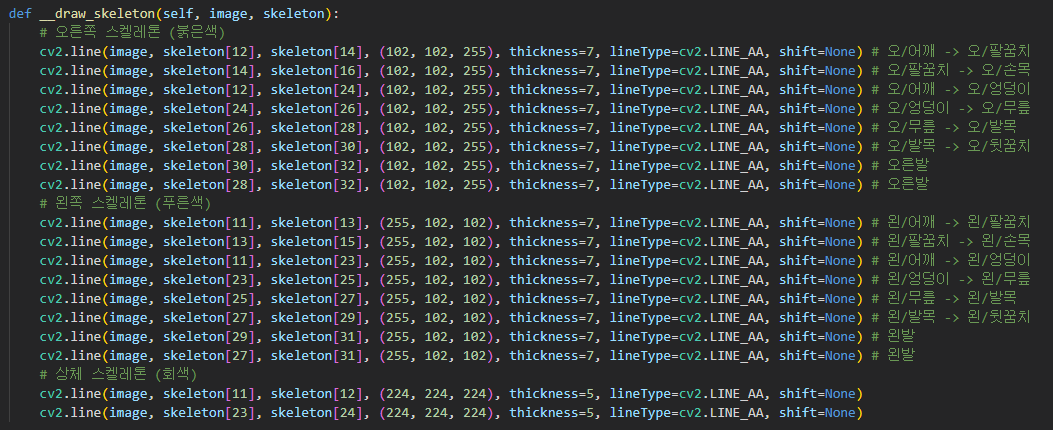 def __draw_skeleton(self, image, skeleton):
    # 오른쪽 스켈레톤 (붉은색)
    cv2.line(image, skeleton[12], skeleton[14], (102, 102, 255), thickness=7, lineType=cv2.LINE_AA, shift=None) # 오/어깨 -> 오/팔꿈치
    cv2.line(image, skeleton[14], skeleton[16], (102, 102, 255), thickness=7, lineType=cv2.LINE_AA, shift=None) # 오/팔꿈치 -> 오/손목
    cv2.line(image, skeleton[12], skeleton[24], (102, 102, 255), thickness=7, lineType=cv2.LINE_AA, shift=None) # 오/어깨 -> 오/엉덩이
    cv2.line(image, skeleton[24], skeleton[26], (102, 102, 255), thickness=7, lineType=cv2.LINE_AA, shift=None) # 오/엉덩이 -> 오/무릎
    cv2.line(image, skeleton[26], skeleton[28], (102, 102, 255), thickness=7, lineType=cv2.LINE_AA, shift=None) # 오/무릎 -> 오/발목
    cv2.line(image, skeleton[28], skeleton[30], (102, 102, 255), thickness=7, lineType=cv2.LINE_AA, shift=None) # 오/발목 -> 오/뒷꿈치
    cv2.line(image, skeleton[30], skeleton[32], (102, 102, 255), thickness=7, lineType=cv2.LINE_AA, shift=None) # 오른발
    cv2.line(image, skeleton[28], skeleton[32], (102, 102, 255), thickness=7, lineType=cv2.LINE_AA, shift=None) # 오른발
    # 왼쪽 스켈레톤 (푸른색)
    cv2.line(image, skeleton[11], skeleton[13], (255, 102, 102), thickness=7, lineType=cv2.LINE_AA, shift=None) # 왼/어깨 -> 왼/팔꿈치
    cv2.line(image, skeleton[13], skeleton[15], (255, 102, 102), thickness=7, lineType=cv2.LINE_AA, shift=None) # 왼/팔꿈치 -> 왼/손목
    cv2.line(image, skeleton[11], skeleton[23], (255, 102, 102), thickness=7, lineType=cv2.LINE_AA, shift=None) # 왼/어깨 -> 왼/엉덩이
    cv2.line(image, skeleton[23], skeleton[25], (255, 102, 102), thickness=7, lineType=cv2.LINE_AA, shift=None) # 왼/엉덩이 -> 왼/무릎
    cv2.line(image, skeleton[25], skeleton[27], (255, 102, 102), thickness=7, lineType=cv2.LINE_AA, shift=None) # 왼/무릎 -> 왼/발목
    cv2.line(image, skeleton[27], skeleton[29], (255, 102, 102), thickness=7, lineType=cv2.LINE_AA, shift=None) # 왼/발목 -> 왼/뒷꿈치
    cv2.line(image, skeleton[29], skeleton[31], (255, 102, 102), thickness=7, lineType=cv2.LINE_AA, shift=None) # 왼발
    cv2.line(image, skeleton[27], skeleton[31], (255, 102, 102), thickness=7, lineType=cv2.LINE_AA, shift=None) # 왼발
    # 상체 스켈레톤 (회색)
    cv2.line(image, skeleton[11], skeleton[12], (224, 224, 224), thickness=5, lineType=cv2.LINE_AA, shift=None)
    cv2.line(image, skeleton[23], skeleton[24], (224, 224, 224), thickness=5, lineType=cv2.LINE_AA, shift=None)